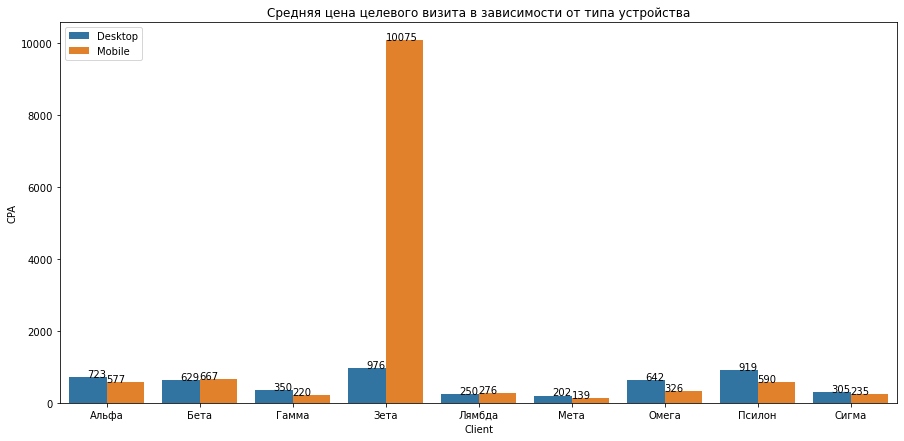 Средняя цена целевого визита в зависимости от типа устройства
Desktop
Mobile
10000
8000
6000
4000
2000
0
CPA
723
577
629
667
350
220
976
10075
250
276
202
139
642
326
919
590
305
235
Альфа
Бета
Гамма
Зета
Лямбда
Мета
Омега
Псилон
Сигма
Client